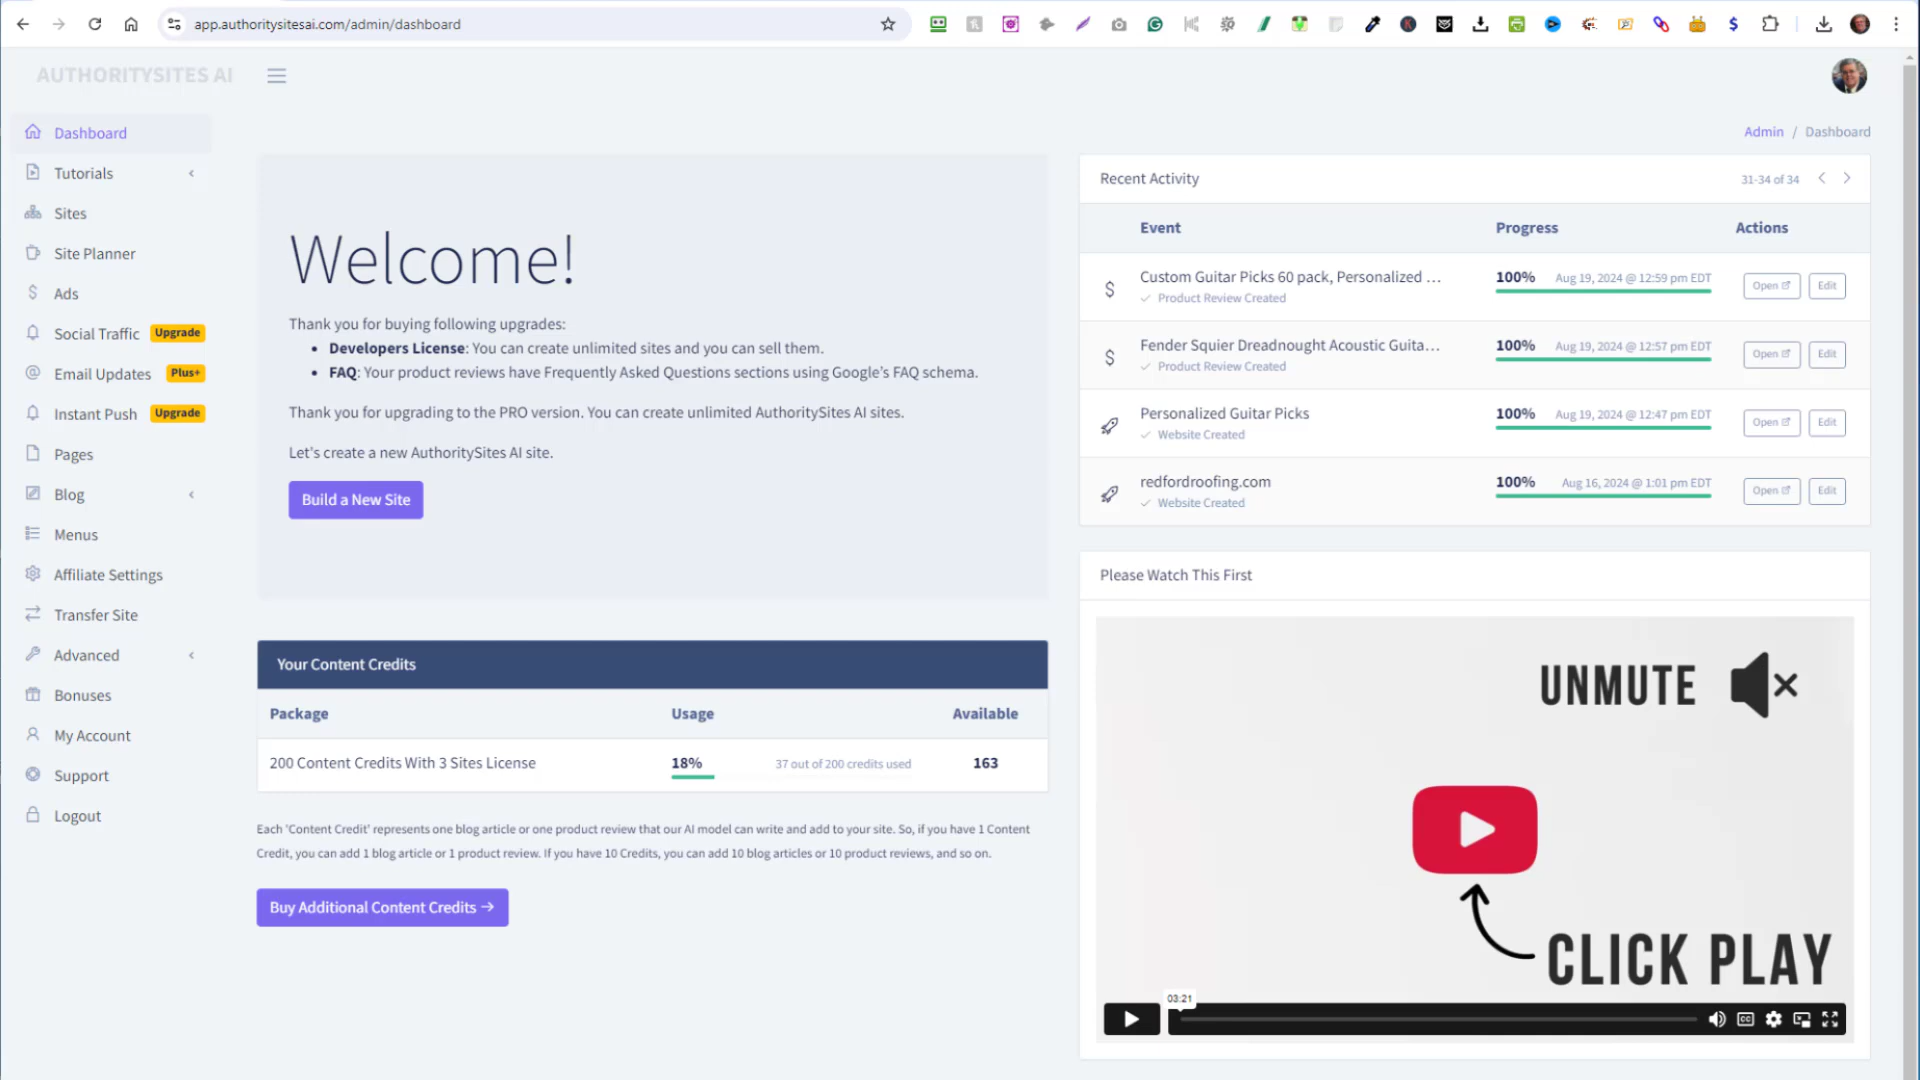 app.authoritysitesai.com/admin/dashboard
AUTHORITYSITES AI
Admin / Dashboard
Dashboard
Tutorials
Sites
Site Planner
Ads
Social Traffic Upgrade
Email Updates Plus+
Instant Push Upgrade
Pages
Blog
Menus
Affiliate Settings
Transfer Site
Advanced
Bonuses
My Account
Support
Logout
Welcome!
Thank you for buying following upgrades:
• Developers License: You can create unlimited sites and you can sell them.
• FAQ: Your product reviews have Frequently Asked Questions sections using Google's FAQ schema.
Thank you for upgrading to the PRO version. You can create unlimited AuthoritySites AI sites.
Let's create a new AuthoritySites AI site.
Build a New Site
Your Content Credits
Package Usage Available
200 Content Credits With 3 Sites License 18% 37 out of 200 credits used 163
Each 'Content Credit' represents one blog article or one product review that our AI model can write and add to your site. So, if you have 1 Content
Credit, you can add 1 blog article or 1 product review. If you have 10 Credits, you can add 10 blog articles or 10 product reviews, and so on.
Buy Additional Content Credits →
Recent Activity 31-34 of 34
Event Progress Actions
Custom Guitar Picks 60 pack, Personalized ... 100% Aug 19, 2024 @ 12:59 pm EDT Open Edit
Product Review Created
Fender Squier Dreadnought Acoustic Guita... 100% Aug 19, 2024 @ 12:57 pm EDT Open Edit
Product Review Created
Personalized Guitar Picks 100% Aug 19, 2024 @ 12:47 pm EDT Open Edit
Website Created
redfordroofing.com 100% Aug 16, 2024 @ 1:01 pm EDT Open Edit
Website Created
Please Watch This First
UNMUTE
CLICK PLAY
03:21
CC